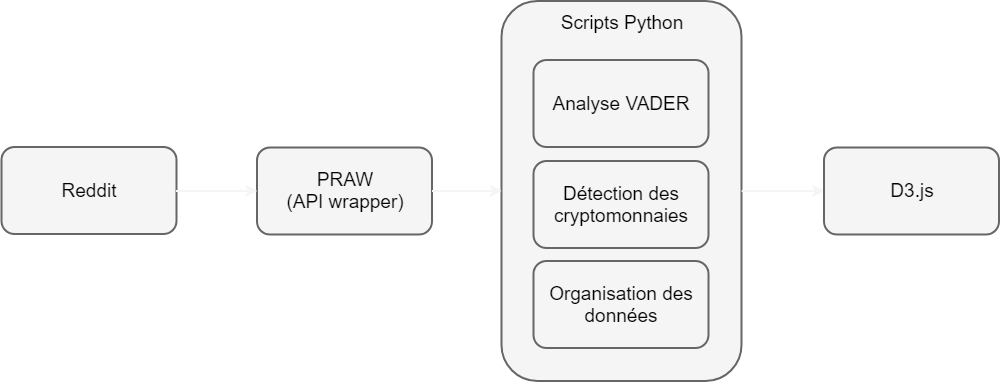 Reddit
PRAW
(API wrapper)
Scripts Python
Analyse VADER
Détection des
cryptomonnaies
Organisation des
données
D3.js